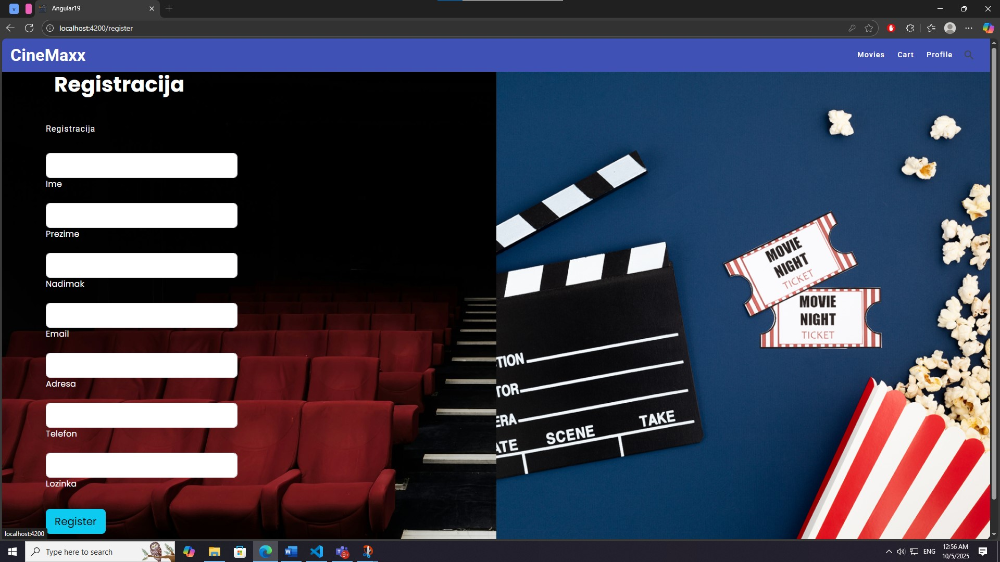 v
Angular19
localhost:4200/register
CineMaxx
Movies Cart Profile
Registracija
Registracija
Ime
Prezime
Nadimak
Email
Adresa
Telefon
Lozinka
Register
MOVIE
NIGHT
TICKET
MOVIE
NIGHT
TICKET
TION
TOR
ERA
ATE SCENE TAKE
localhost:4200
Type here to search
9+
ENG
12:56 AM
10/5/2025